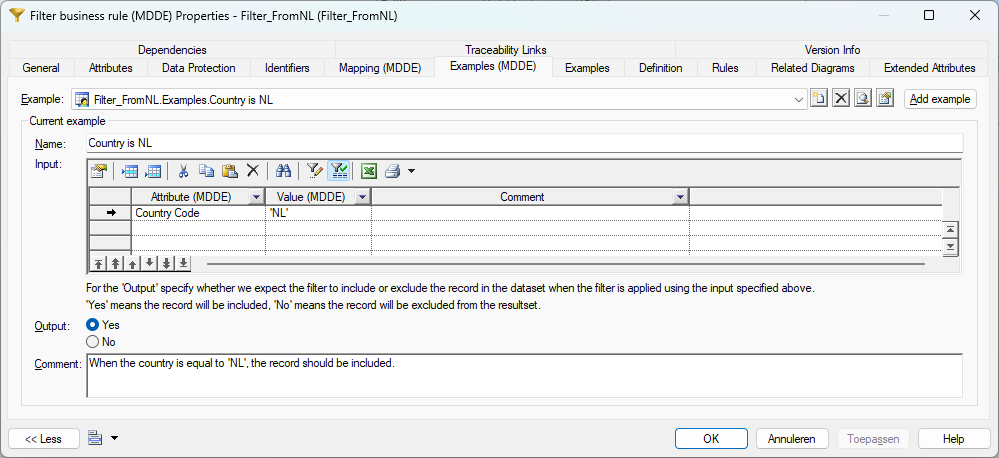 Filter business rule (MDDE) Properties - Filter_FromNL (Filter_FromNL)
Dependencies Traceability Links Version Info
General Attributes Data Protection Identifiers Mapping (MDDE) Examples (MDDE) Examples Definition Rules Related Diagrams Extended Attributes
Example: Filter_FromNL.Examples.Country is NL Add example
Current example
Name: Country is NL
Input:
Attribute (MDDE) Value (MDDE) Comment
Country Code 'NL'
For the 'Output' specify whether we expect the filter to include or exclude the record in the dataset when the filter is applied using the input specified above.
'Yes' means the record will be included, 'No' means the record will be excluded from the resultset.
Output: Yes
No
Comment: When the country is equal to 'NL', the record should be included.
<< Less OK Annuleren Toepassen Help